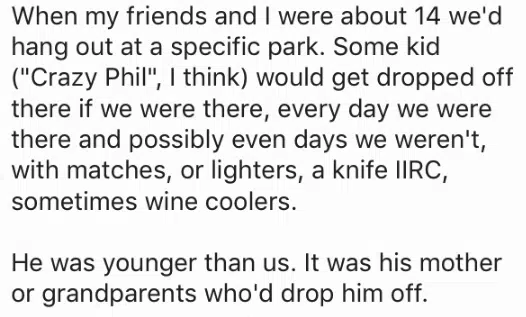 When my friends and I were about 14 we'd
hang out at a specific park. Some kid
("Crazy Phil", I think) would get dropped off
there if we were there, every day we were
there and possibly even days we weren't,
with matches, or lighters, a knife IIRC,
sometimes wine coolers.
He was younger than us. It was his mother
or grandparents who'd drop him off.